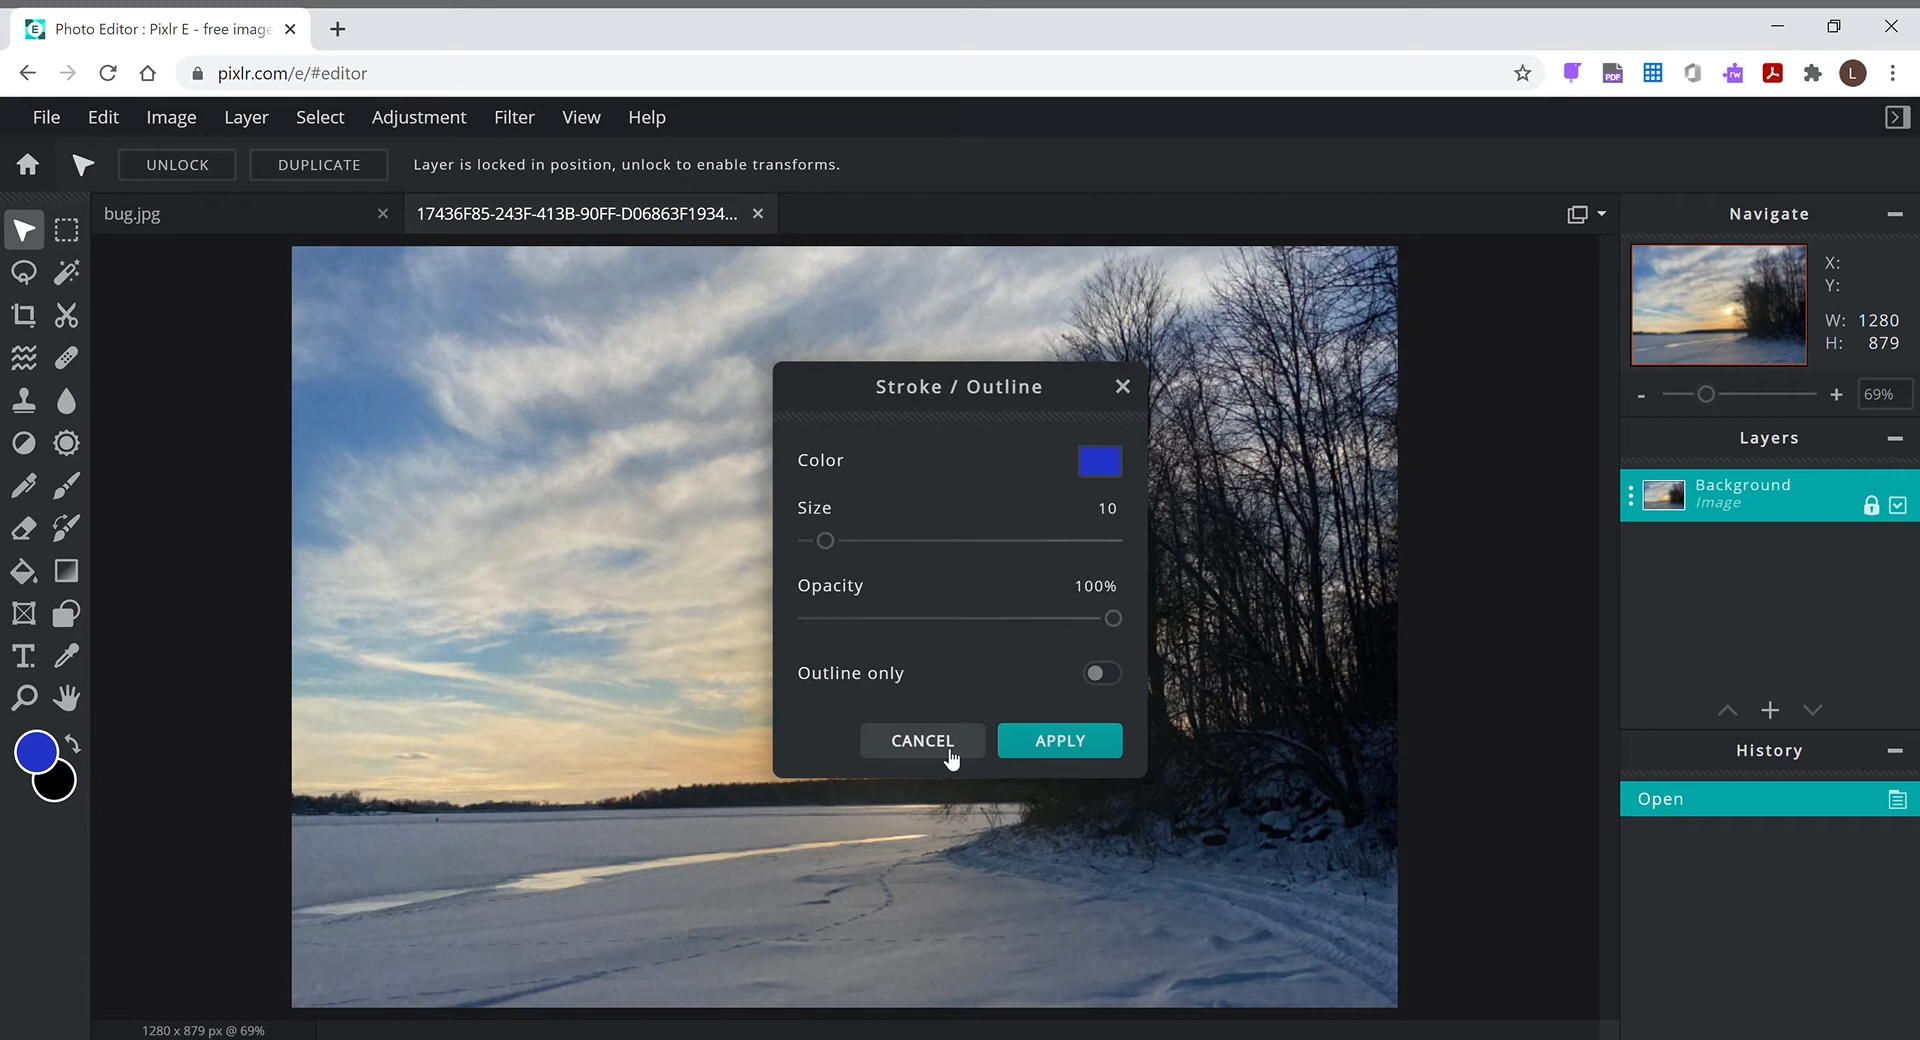 Photo Editor : Pixlr E - free image
pixlr.com/e/#editor
PDF
rw
L
File Edit Image Layer Select Adjustment Filter View Help
UNLOCK DUPLICATE Layer is locked in position, unlock to enable transforms.
bug.jpg 17436F85-243F-413B-90FF-D06863F1934...
Navigate
X:
Y:
W: 1280
H: 879
- + 69%
Stroke / Outline
Color
Size 10
Opacity 100%
Outline only
CANCEL APPLY
Layers
Background
Image
History
Open
1280 x 879 px @ 69%